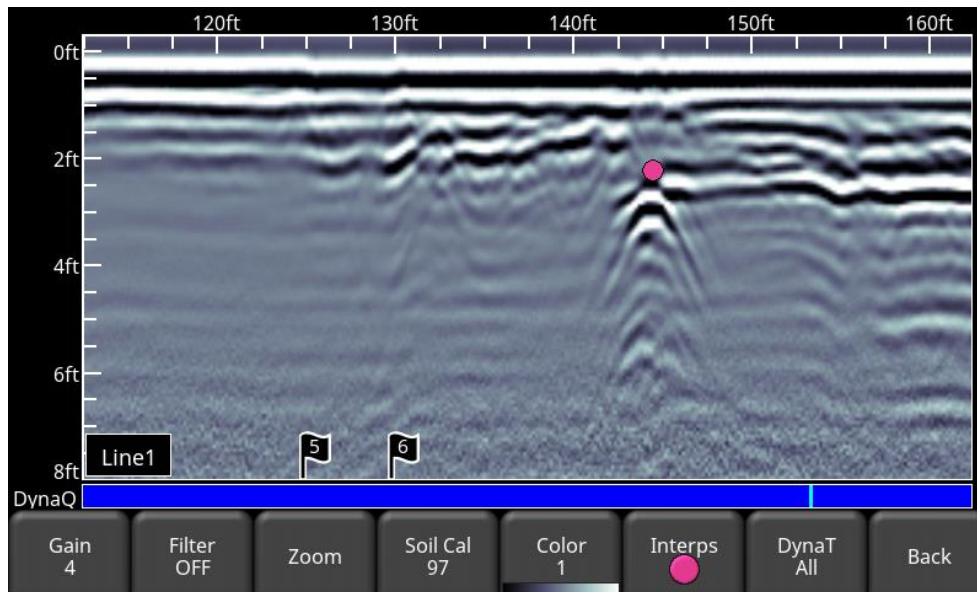 120ft 130ft 140ft 150ft 160ft
0ft
2ft
4ft
6ft
8ft
Line1
5
6
DynaQ
Gain
4
Filter
OFF
Zoom
Soil Cal
97
Color
1
Interps
DynaT
All
Back